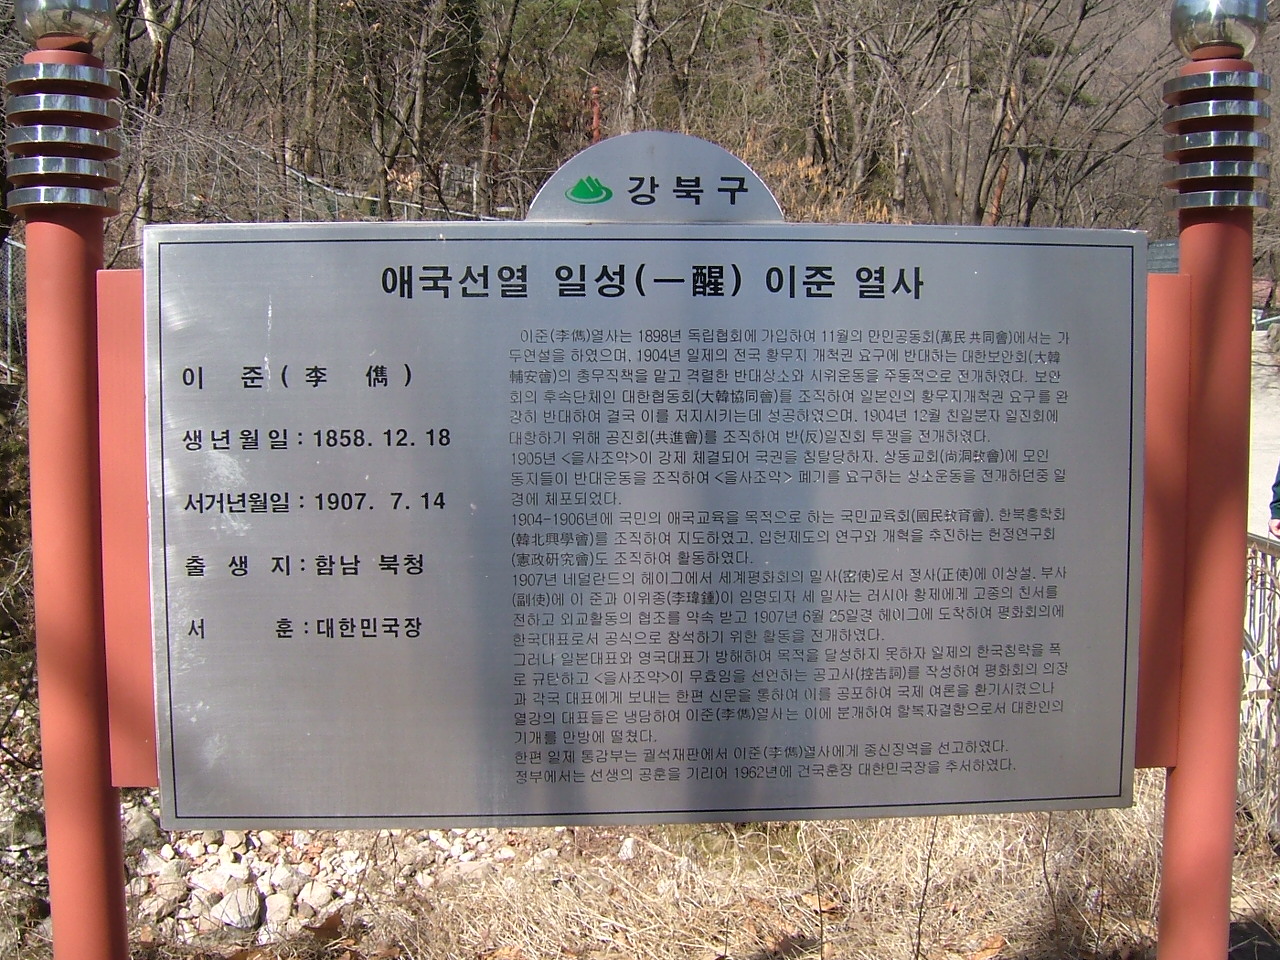 강북구
애국선열 일성(一醒) 이준 열사
이 준(李 儁)
생년월일 : 1858. 12. 18
서거년월일 : 1907. 7. 14
출 생 지 : 함남 북청
서 훈 : 대한민국장
이준(李儁)열사는 1898년 독립협회에 가입하여 11월의 만민공동회(萬民共同會)에서는 가
두연설을 하였으며, 1904년 일제의 전국 황무지 개척권 요구에 반대하는 대한보안회(大韓
輔安會)의 총무직책을 맡고 격렬한 반대상소와 시위운동을 주동적으로 전개하였다. 보안
회의 후속단체인 대한협동회(大韓協同會)를 조직하여 일본인의 황무지개척권 요구를 완
강히 반대하여 결국 이를 저지시키는데 성공하였으며, 1904년 12월 친일분자 일진회에
대항하기 위해 공진회(共進會)를 조직하여 반(反)일진회 투쟁을 전개하였다.
1905년 <을사조약>이 강제 체결되어 국권을 침탈당하자, 상동교회(尙洞敎會)에 모인
동지들이 반대운동을 조직하여 <을사조약> 폐기를 요구하는 상소운동을 전개하던중 일
경에 체포되었다.
1904-1906년에 국민의 애국교육을 목적으로 하는 국민교육회(國民敎育會), 한북흥학회
(韓北興學會)를 조직하여 지도하였고, 입헌제도의 연구와 개혁을 추진하는 헌정연구회
(憲政硏究會)도 조직하여 활동하였다.
1907년 네덜란드의 헤이그에서 세계평화회의 밀사(密使)로서 정사(正使)에 이상설, 부사
(副使)에 이 준과 이위종(李瑋鍾)이 임명되자 세 밀사는 러시아 황제에게 고종의 친서를
전하고 외교활동의 협조를 약속 받고 1907년 6월 25일경 헤이그에 도착하여 평화회의에
한국대표로서 공식으로 참석하기 위한 활동을 전개하였다.
그러나 일본대표와 영국대표가 방해하여 목적을 달성하지 못하자 일제의 한국침략을 폭
로 규탄하고 <을사조약>이 무효임을 선언하는 공고사(控告詞)를 작성하여 평화회의 의장
과 각국 대표에게 보내는 한편 신문을 통하여 이를 공포하여 국제 여론을 환기시켰으나
열강의 대표들은 냉담하여 이준(李儁)열사는 이에 분개하여 할복자결함으로서 대한인의
기개를 만방에 떨쳤다.
한편 일제 통감부는 궐석재판에서 이준(李儁)열사에게 종신징역을 선고하였다.
정부에서는 선생의 공훈을 기리어 1962년에 건국훈장 대한민국장을 추서하였다.